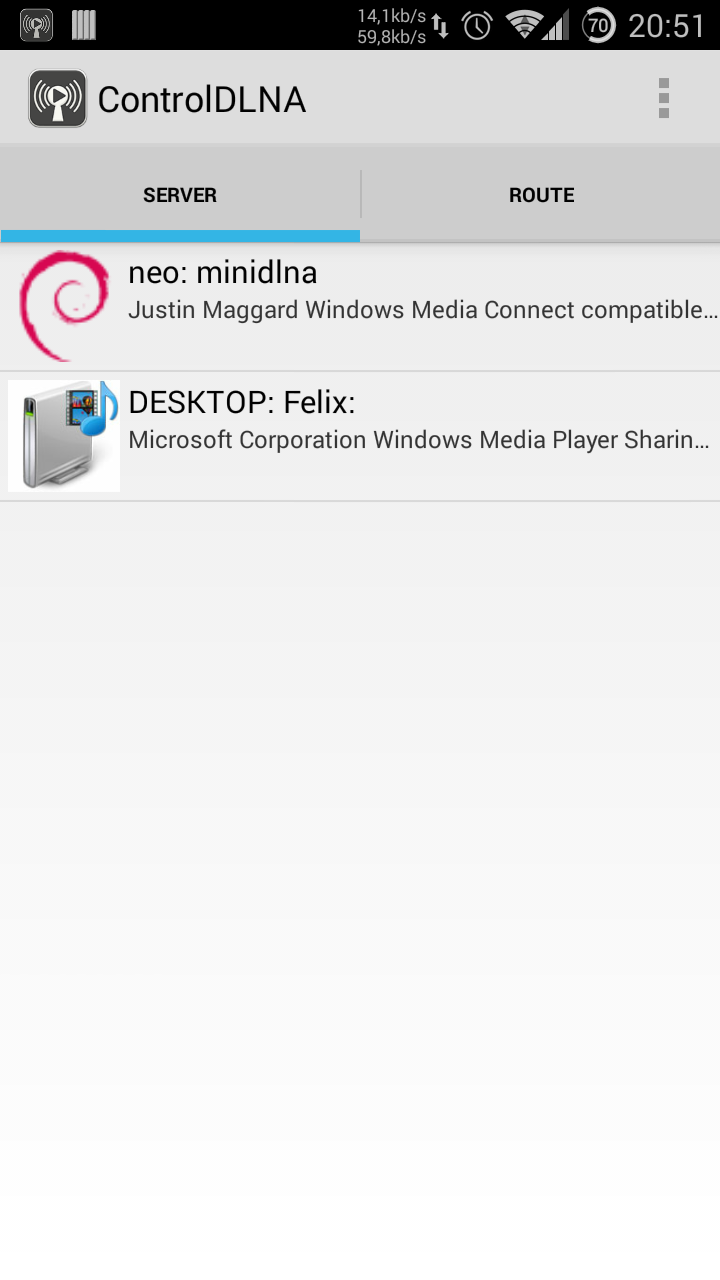 14,1kb/s
59,8kb/s
70
20:51
ControlDLNA
SERVER
ROUTE
neo: minidlna
Justin Maggard Windows Media Connect compatible...
DESKTOP: Felix:
Microsoft Corporation Windows Media Player Sharin...